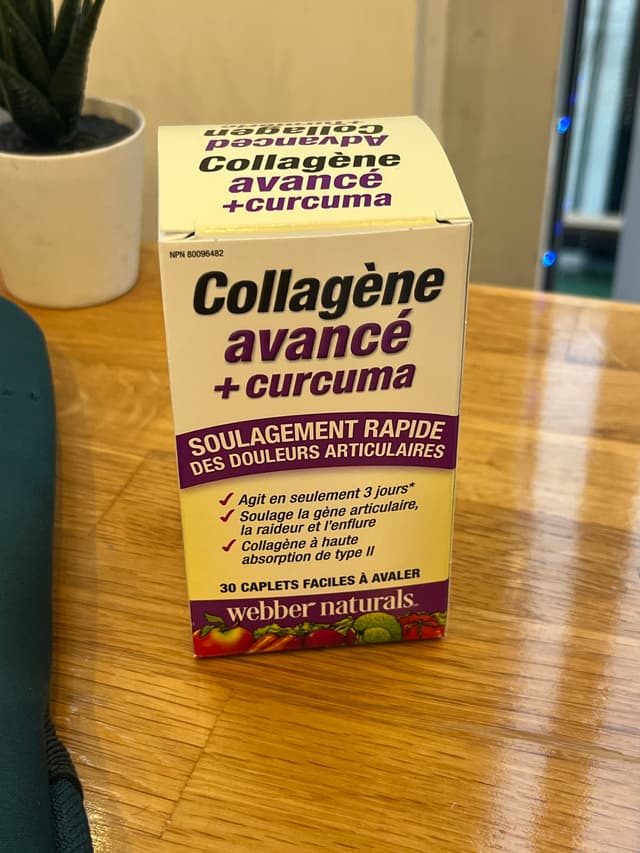 +Turmeric
Collagen
Advanced
Collagène
avancé
+curcuma
NPN 80096482
Collagène
avancé
+ curcuma
SOULAGEMENT RAPIDE
DES DOULEURS ARTICULAIRES
✓ Agit en seulement 3 jours*
✓ Soulage la gêne articulaire,
la raideur et l'enflure
✓ Collagène à haute
absorption de type II
30 CAPLETS FACILES À AVALER
webber naturals